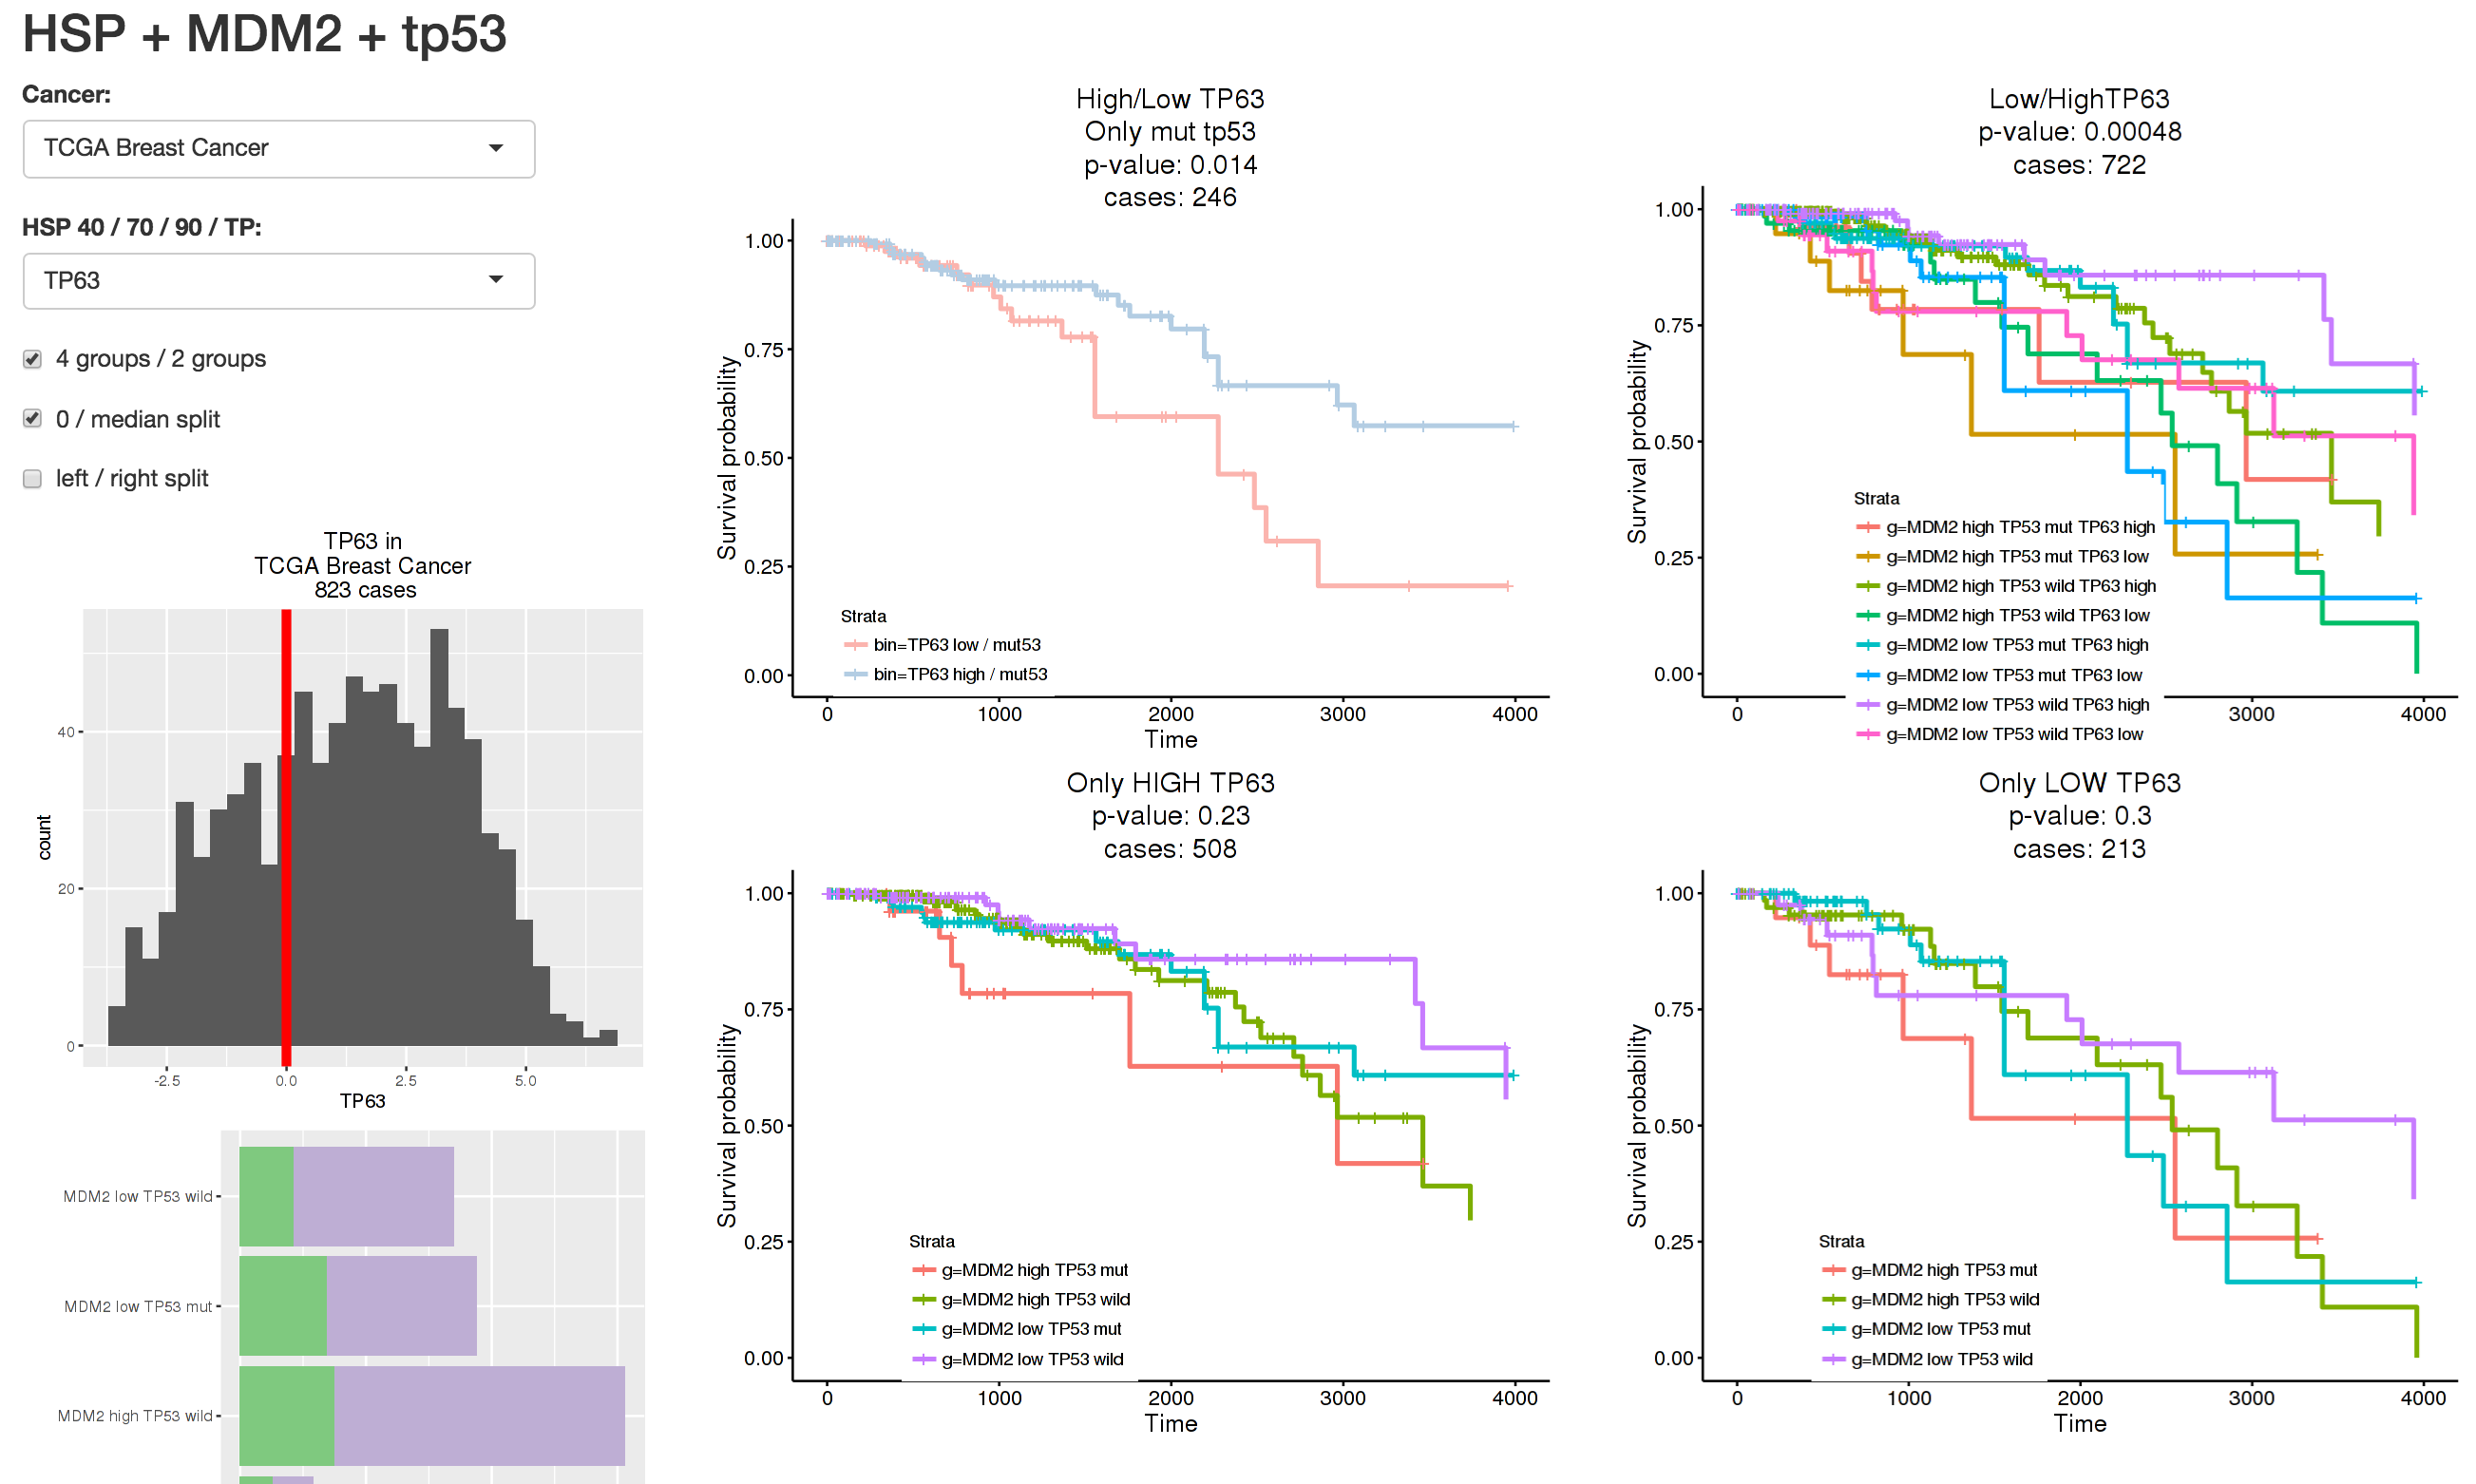 HSP + MDM2 + tp53
Cancer:
TCGA Breast Cancer
HSP 40 / 70 / 90 / TP:
TP63
4 groups / 2 groups
0 / median split
left / right split
TP63 in
TCGA Breast Cancer
823 cases
count
40
20
0
-2.5 0.0 2.5 5.0
TP63
MDM2 low TP53 wild
MDM2 low TP53 mut
MDM2 high TP53 wild
High/Low TP63
Only mut tp53
p-value: 0.014
cases: 246
Survival probability
1.00
0.75
0.50
0.25
0.00
Strata
bin=TP63 low / mut53
bin=TP63 high / mut53
0 1000 2000 3000 4000
Time
Low/HighTP63
p-value: 0.00048
cases: 722
Survival probability
1.00
0.75
0.50
0.25
0.00
Strata
g=MDM2 high TP53 mut TP63 high
g=MDM2 high TP53 mut TP63 low
g=MDM2 high TP53 wild TP63 high
g=MDM2 high TP53 wild TP63 low
g=MDM2 low TP53 mut TP63 high
g=MDM2 low TP53 mut TP63 low
g=MDM2 low TP53 wild TP63 high
g=MDM2 low TP53 wild TP63 low
0 3000 4000
Only HIGH TP63
p-value: 0.23
cases: 508
Survival probability
1.00
0.75
0.50
0.25
0.00
Strata
g=MDM2 high TP53 mut
g=MDM2 high TP53 wild
g=MDM2 low TP53 mut
g=MDM2 low TP53 wild
0 1000 2000 3000 4000
Time
Only LOW TP63
p-value: 0.3
cases: 213
Survival probability
1.00
0.75
0.50
0.25
0.00
Strata
g=MDM2 high TP53 mut
g=MDM2 high TP53 wild
g=MDM2 low TP53 mut
g=MDM2 low TP53 wild
0 1000 2000 3000 4000
Time